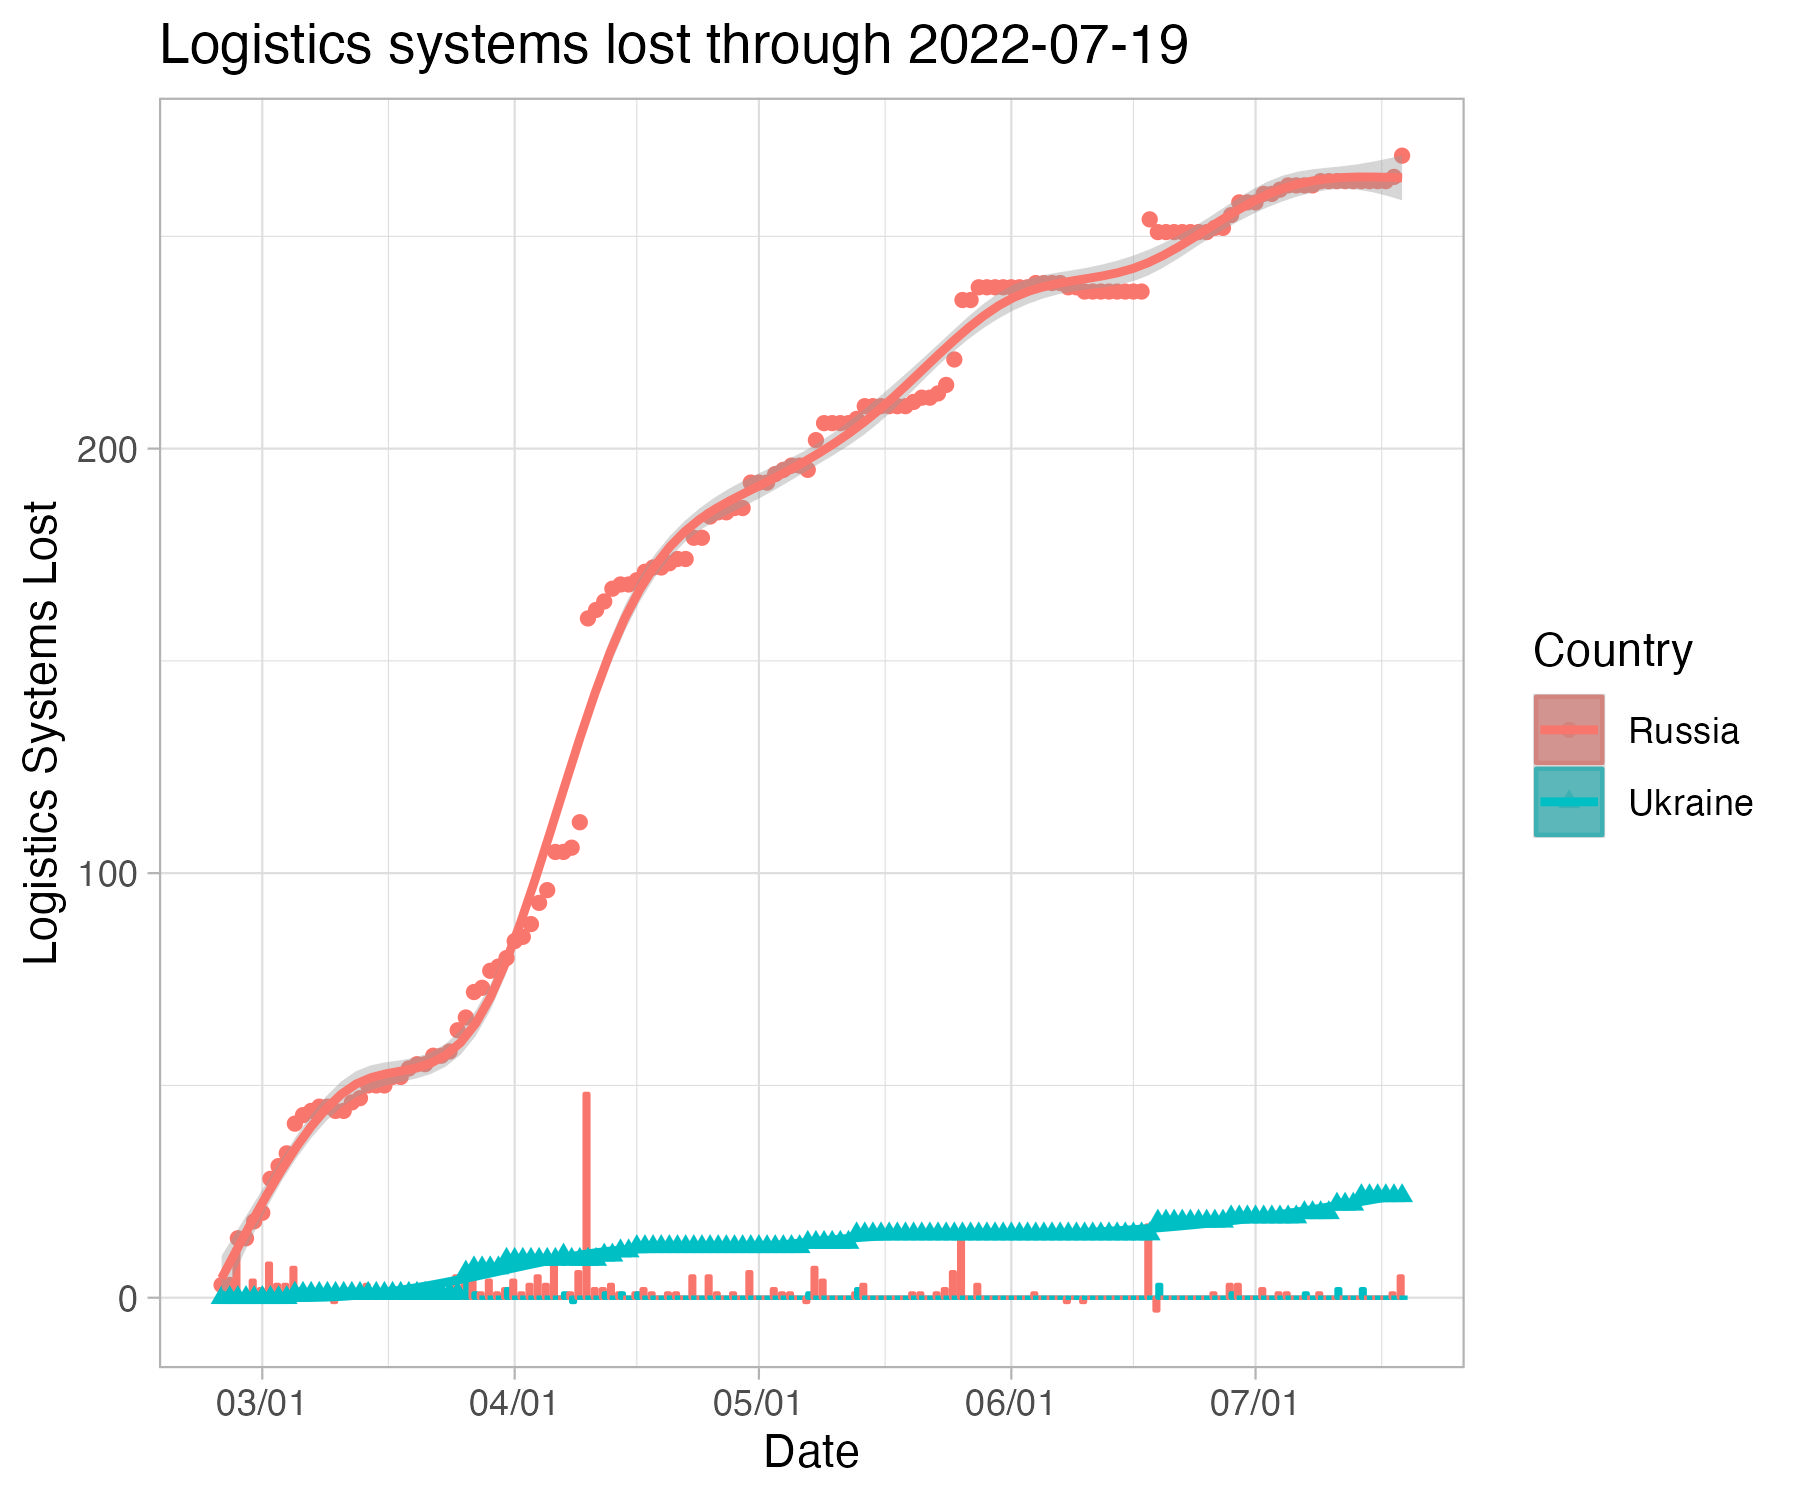 Logistics systems lost through 2022-07-19
Logistics Systems Lost
200
100
0
03/01
04/01
05/01
06/01
07/01
Date
Country
Russia
Ukraine